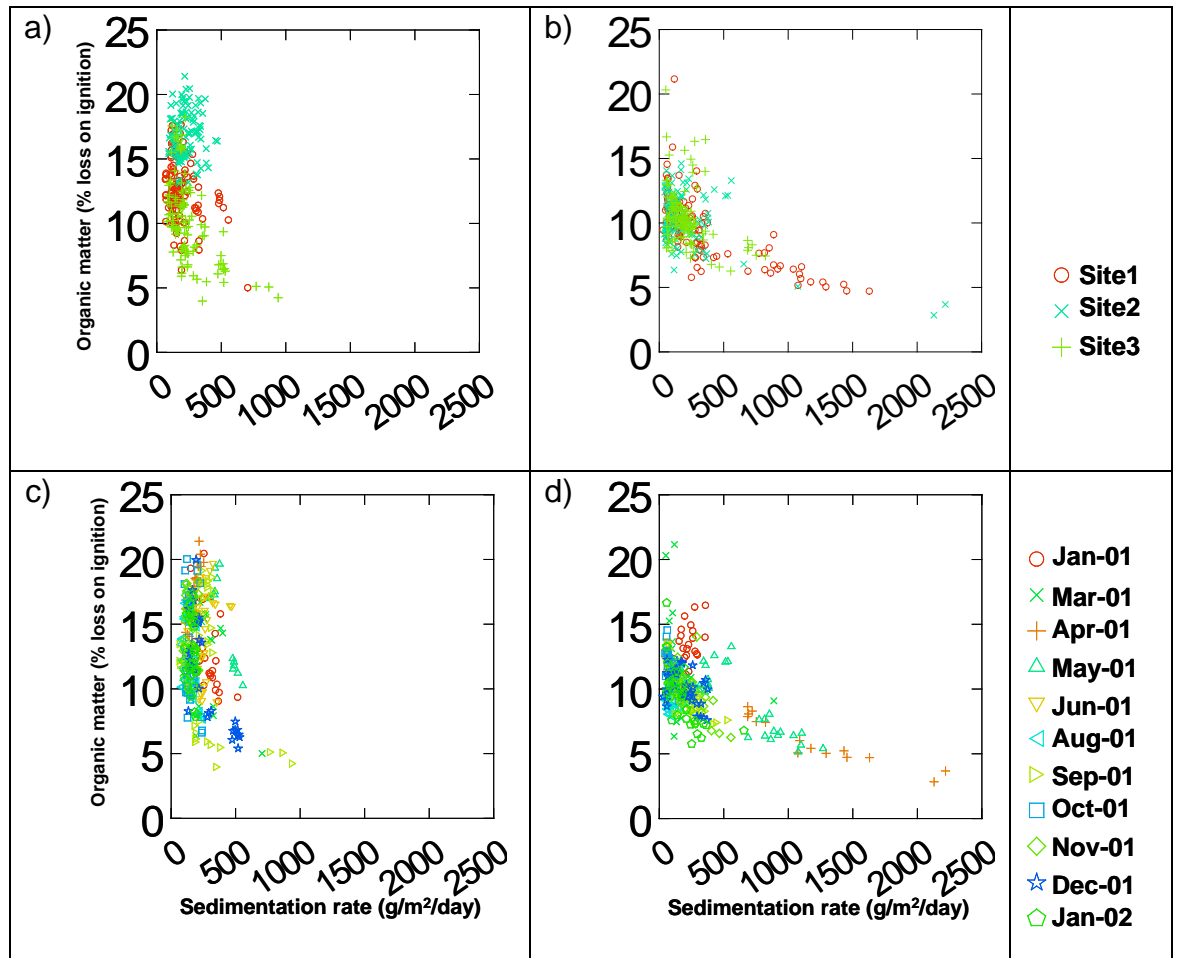 a)
Organic matter (% loss on ignition)
25
20
15
10
5
0
0 500 1000 1500 2000 2500
b)
25
20
15
10
5
0
0 500 1000 1500 2000 2500
Site1
Site2
Site3
c)
Organic matter (% loss on ignition)
25
20
15
10
5
0
0 500 1000 1500 2000 2500
Sedimentation rate (g/m²/day)
d)
25
20
15
10
5
0
0 500 1000 1500 2000 2500
Sedimentation rate (g/m²/day)
Jan-01
Mar-01
Apr-01
May-01
Jun-01
Aug-01
Sep-01
Oct-01
Nov-01
Dec-01
Jan-02